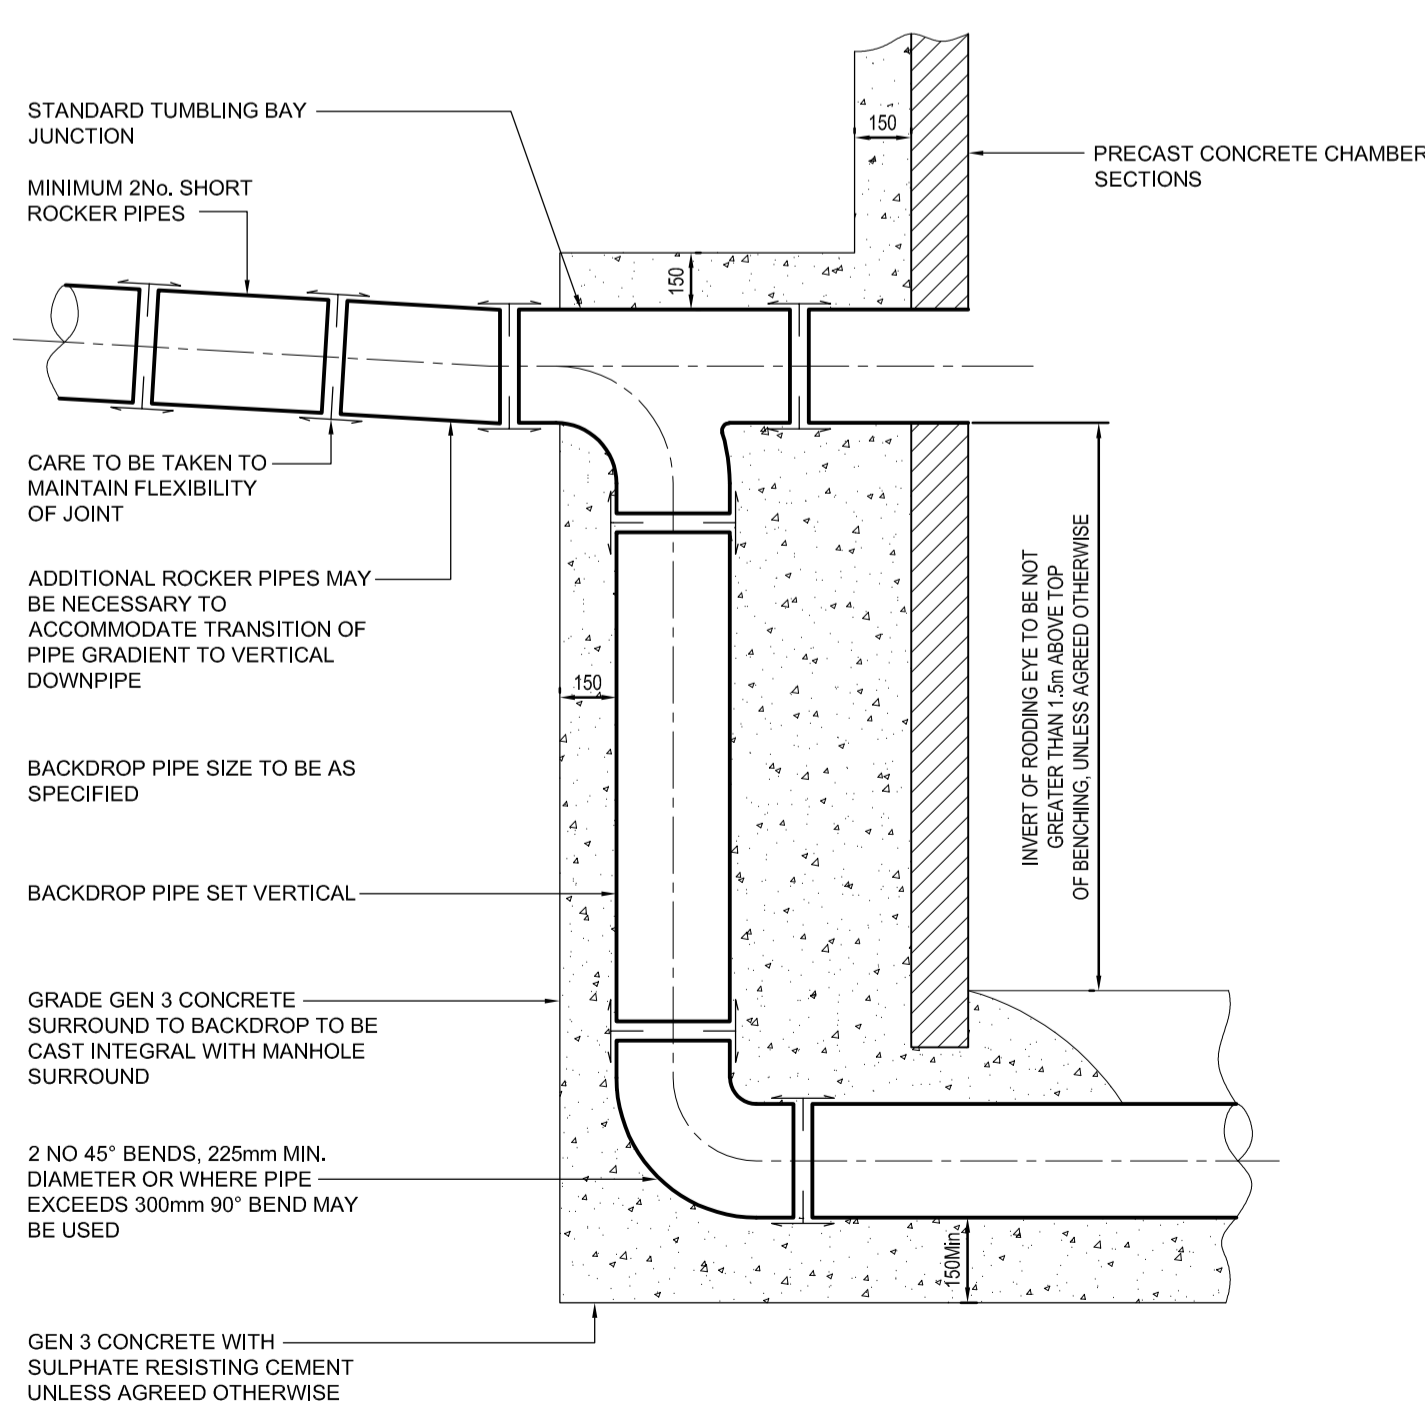 STANDARD TUMBLING BAY
JUNCTION
MINIMUM 2No. SHORT
ROCKER PIPES
150
PRECAST CONCRETE CHAMBER
SECTIONS
150
CARE TO BE TAKEN TO
MAINTAIN FLEXIBILITY
OF JOINT
ADDITIONAL ROCKER PIPES MAY
BE NECESSARY TO
ACCOMMODATE TRANSITION OF
PIPE GRADIENT TO VERTICAL
DOWNPIPE
150
INVERT OF RODDING EYE TO BE NOT
GREATER THAN 1.5m ABOVE TOP
OF BENCHING, UNLESS AGREED OTHERWISE
BACKDROP PIPE SIZE TO BE AS
SPECIFIED
BACKDROP PIPE SET VERTICAL
GRADE GEN 3 CONCRETE
SURROUND TO BACKDROP TO BE
CAST INTEGRAL WITH MANHOLE
SURROUND
2 NO 45° BENDS, 225mm MIN.
DIAMETER OR WHERE PIPE
EXCEEDS 300mm 90° BEND MAY
BE USED
150Min
GEN 3 CONCRETE WITH
SULPHATE RESISTING CEMENT
UNLESS AGREED OTHERWISE